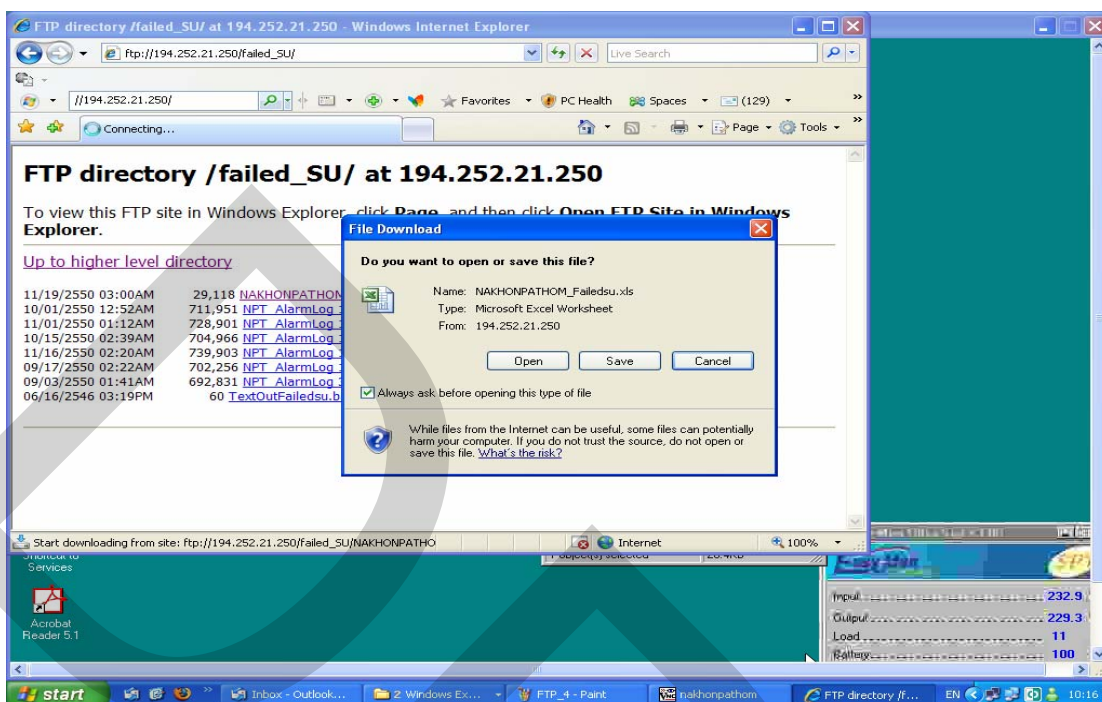 FTP directory /failed_SU/ at 194.252.21.250 - Windows Internet Explorer
ftp://194.252.21.250/failed_SU/
Live Search
//194.252.21.250/
Favorites
PC Health
Spaces
(129)
»
Connecting...
Page
Tools
»
FTP directory /failed_SU/ at 194.252.21.250
To view this FTP site in Windows Explorer, click Page, and then click Open FTP Site in Windows
Explorer.
Up to higher level directory
11/19/2550 03:00AM 29,118 NAKHONPATHON
10/01/2550 12:52AM 711,951 NPT_AlarmLog
11/01/2550 01:12AM 728,901 NPT_AlarmLog
10/15/2550 02:39AM 704,966 NPT_AlarmLog
11/16/2550 02:20AM 739,903 NPT_AlarmLog
09/17/2550 02:22AM 702,256 NPT_AlarmLog
09/03/2550 01:41AM 692,831 NPT_AlarmLog
06/16/2546 03:19PM 60 TextOutFailedsu.b
File Download
Do you want to open or save this file?
Name: NAKHONPATHOM_Failedsu.xls
Type: Microsoft Excel Worksheet
From: 194.252.21.250
Open
Save
Cancel
Always ask before opening this type of file
While files from the Internet can be useful, some files can potentially
harm your computer. If you do not trust the source, do not open or
save this file. What's the risk?
Start downloading from site: ftp://194.252.21.250/failed_SU/NAKHONPATHO
Internet
100%
Services
Acrobat
Reader 5.1
Input 232.9
Output 229.3
Load 11
Battery 100
start
»
Inbox - Outlook...
2 Windows Ex...
FTP_4 - Paint
nakhonpathom
FTP directory /f...
EN
10:16